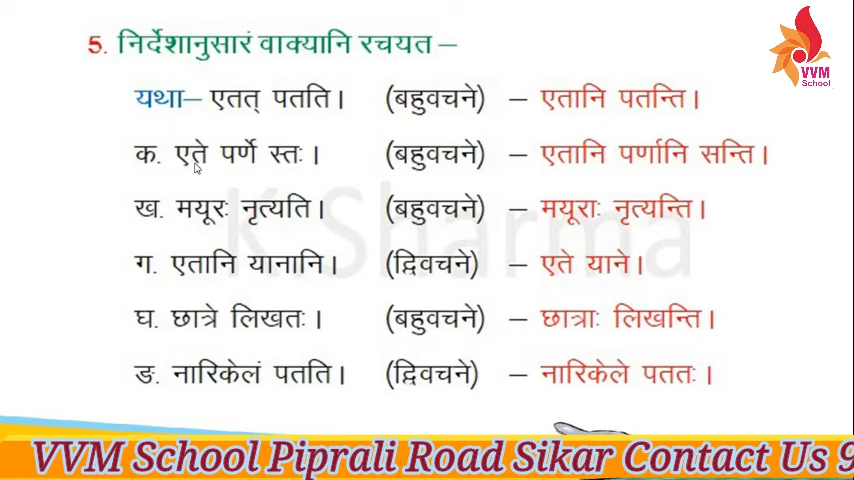 VVM
School
5. निर्देशानुसारं वाक्यानि रचयत –
यथा– एतत् पतति। (बहुवचने) – एतानि पतन्ति।
क. एते पर्णे स्तः। (बहुवचने) – एतानि पर्णानि सन्ति।
ख. मयूरः नृत्यति। (बहुवचने) – मयूराः नृत्यन्ति।
ग. एतानि यानानि। (द्विवचने) – एते याने।
घ. छात्रे लिखतः। (बहुवचने) – छात्राः लिखन्ति।
ङ. नारिकेलं पतति। (द्विवचने) – नारिकेले पततः।
K Sharma
VVM School Piprali Road Sikar Contact Us 9